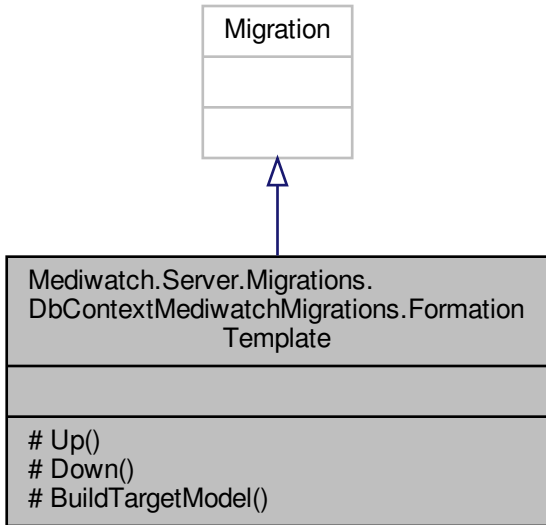 Migration
Mediwatch.Server.Migrations.
DbContextMediwatchMigrations.Formation
Template
# Up()
# Down()
# BuildTargetModel()